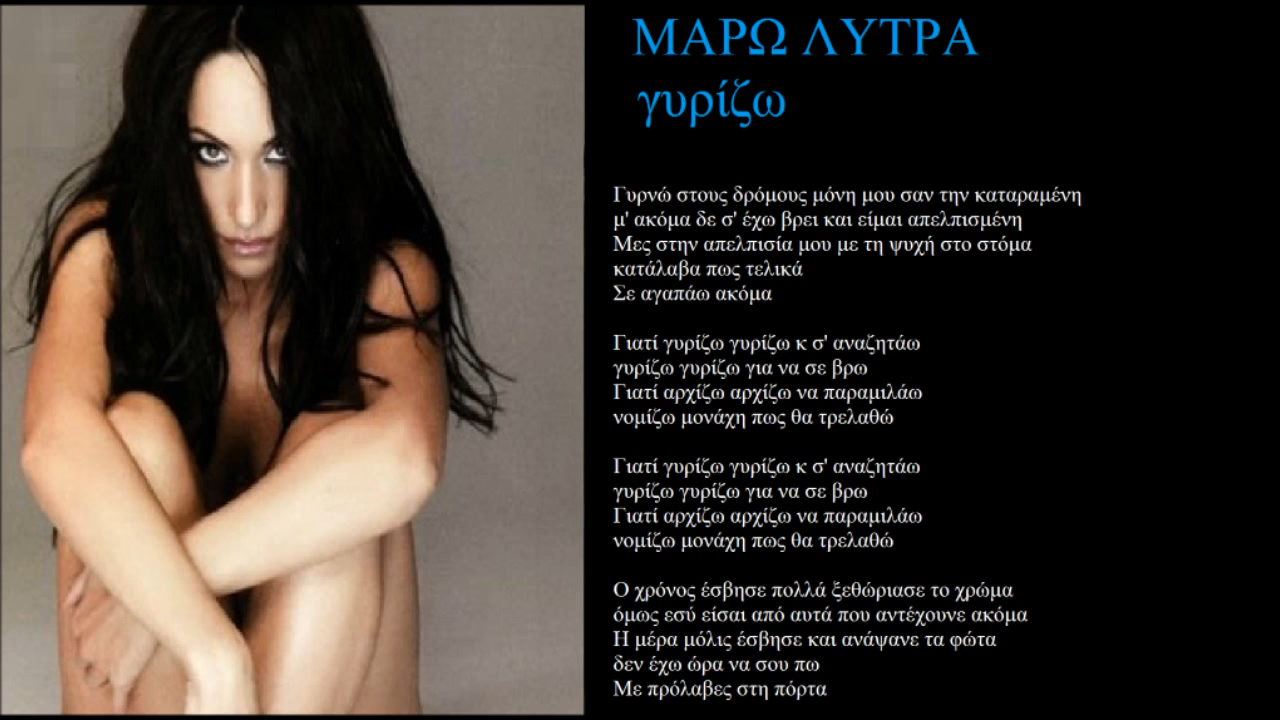 ΜΑΡΩ ΛΥΤΡΑ
γυρίζω
Γυρνώ στους δρόμους μόνη μου σαν την καταραμένη
μ' ακόμα δε σ' έχω βρει και είμαι απελπισμένη
Μες στην απελπισία μου με τη ψυχή στο στόμα
κατάλαβα πως τελικά
Σε αγαπάω ακόμα
Γιατί γυρίζω γυρίζω κ σ' αναζητάω
γυρίζω γυρίζω για να σε βρω
Γιατί αρχίζω αρχίζω να παραμιλάω
νομίζω μονάχη πως θα τρελαθώ
Γιατί γυρίζω γυρίζω κ σ' αναζητάω
γυρίζω γυρίζω για να σε βρω
Γιατί αρχίζω αρχίζω να παραμιλάω
νομίζω μονάχη πως θα τρελαθώ
Ο χρόνος έσβησε πολλά ξεθώριασε το χρώμα
όμως εσύ είσαι από αυτά που αντέχουνε ακόμα
Η μέρα μόλις έσβησε και ανάψανε τα φώτα
δεν έχω ώρα να σου πω
Με πρόλαβες στη πόρτα